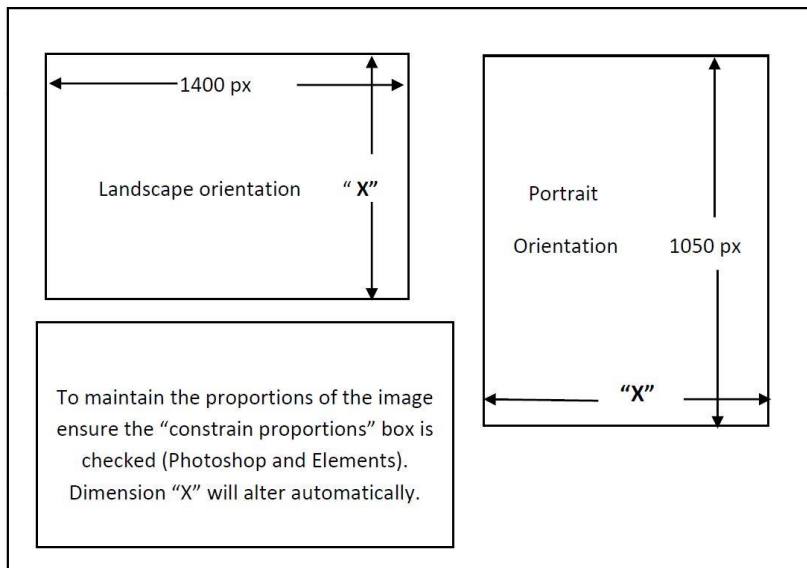 1400 px
Landscape orientation “ X”
Portrait
Orientation 1050 px
“X”
To maintain the proportions of the image
ensure the “constrain proportions” box is
checked (Photoshop and Elements).
Dimension “X” will alter automatically.